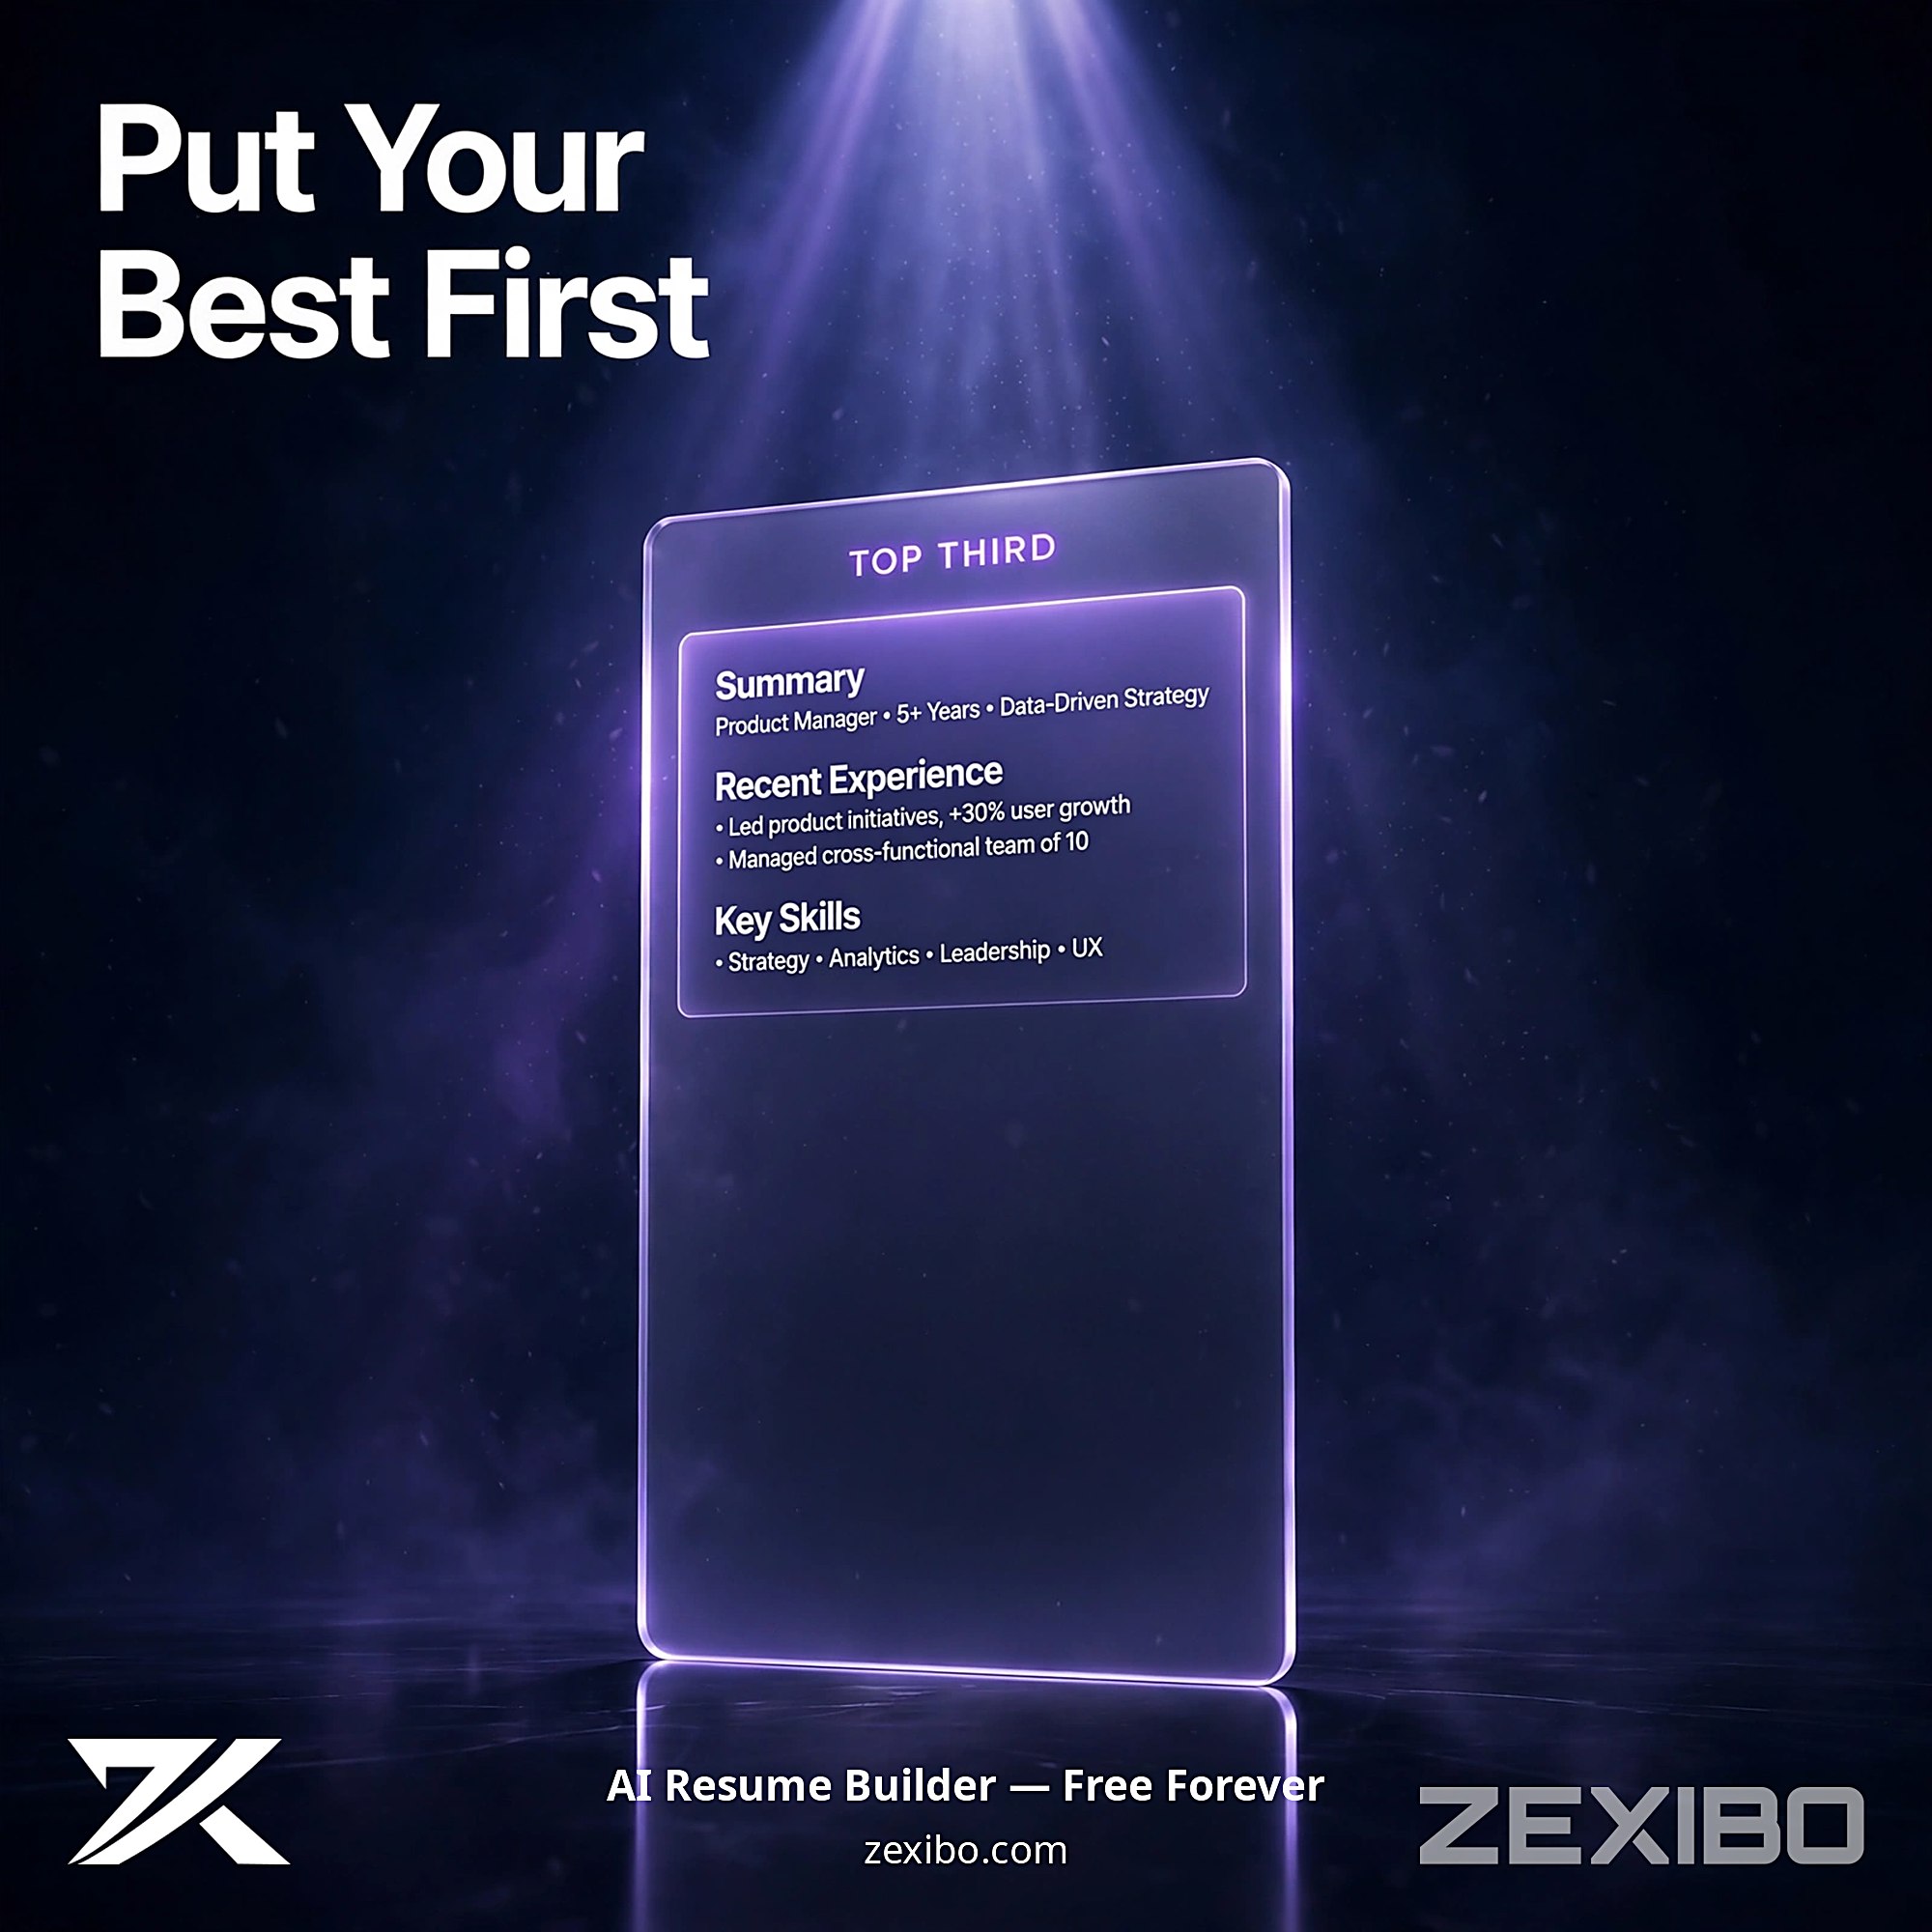 Put Your
Best First
TOP THIRD
Summary
Product Manager • 5+ Years • Data-Driven Strategy
Recent Experience
• Led product initiatives, +30% user growth
• Managed cross-functional team of 10
Key Skills
• Strategy • Analytics • Leadership • UX
AI Resume Builder — Free Forever
zexibo.com
ZEXIBO